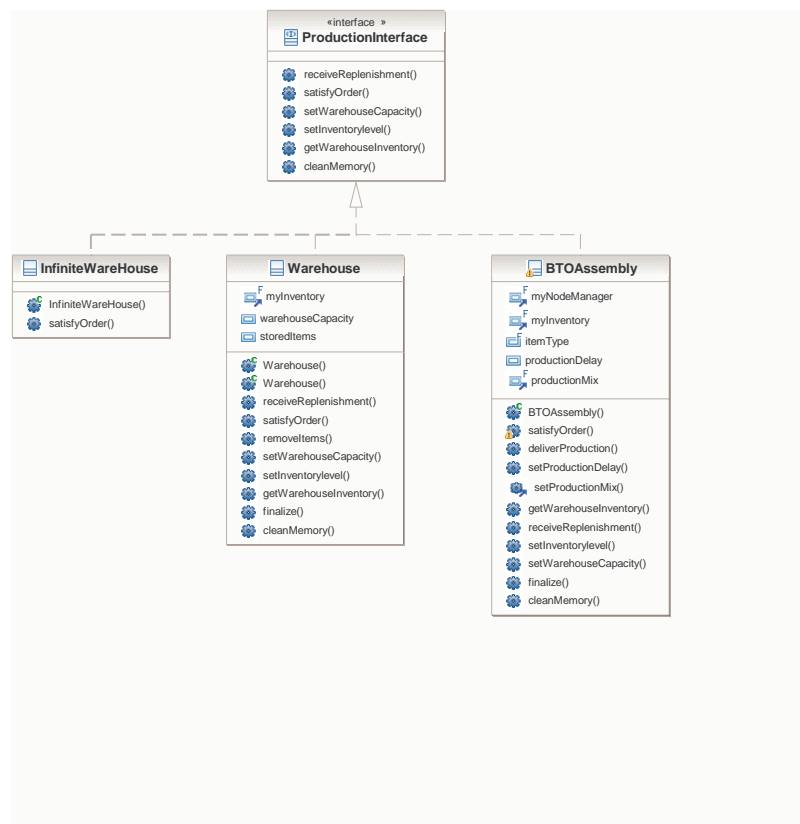 «interface »
ProductionInterface
receiveReplenishment()
satisfyOrder()
setWarehouseCapacity()
setInventorylevel()
getWarehouseInventory()
cleanMemory()
InfiniteWareHouse
C
InfiniteWareHouse()
satisfyOrder()
Warehouse
F
myInventory
warehouseCapacity
storedItems
C
Warehouse()
C
Warehouse()
receiveReplenishment()
satisfyOrder()
removeItems()
setWarehouseCapacity()
setInventorylevel()
getWarehouseInventory()
finalize()
cleanMemory()
BTOAssembly
F
myNodeManager
F
myInventory
F
itemType
productionDelay
F
productionMix
C
BTOAssembly()
satisfyOrder()
deliverProduction()
setProductionDelay()
setProductionMix()
getWarehouseInventory()
receiveReplenishment()
setInventorylevel()
setWarehouseCapacity()
finalize()
cleanMemory()